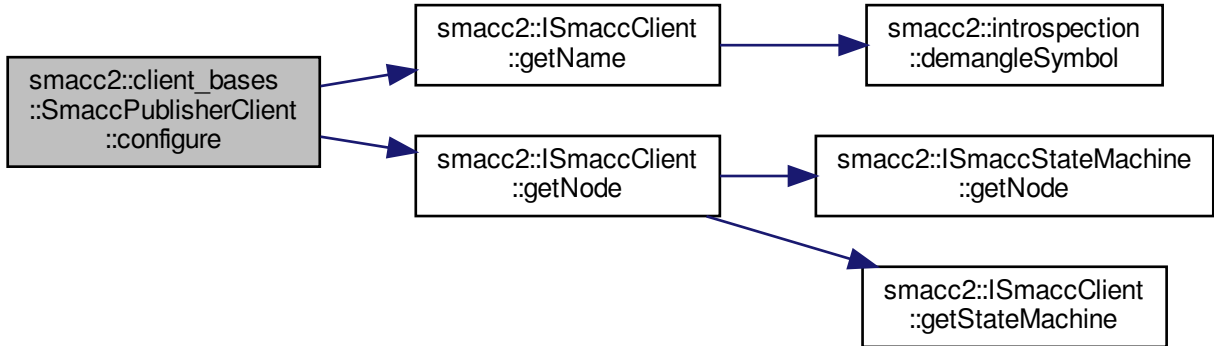 smacc2::client_bases
::SmaccPublisherClient
::configure
smacc2::ISmaccClient
::getName
smacc2::introspection
::demangleSymbol
smacc2::ISmaccClient
::getNode
smacc2::ISmaccStateMachine
::getNode
smacc2::ISmaccClient
::getStateMachine